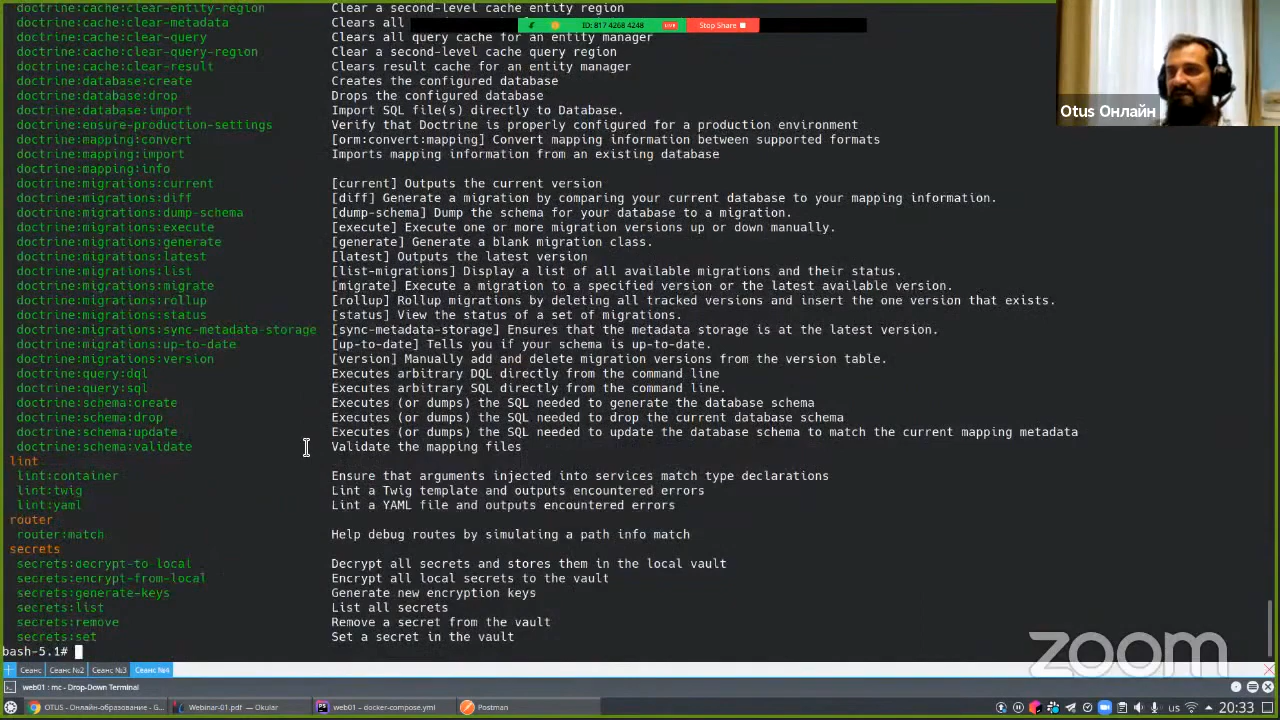 doctrine:cache:clear-entity-region Clear a second-level cache entity region
doctrine:cache:clear-metadata Clears all
ID: 817 4268 4248 LIVE Stop Share
doctrine:cache:clear-query Clears all query cache for an entity manager
doctrine:cache:clear-query-region Clear a second-level cache query region
doctrine:cache:clear-result Clears result cache for an entity manager
doctrine:database:create Creates the configured database
doctrine:database:drop Drops the configured database
doctrine:database:import Import SQL file(s) directly to Database.
Otus Онлайн
doctrine:ensure-production-settings Verify that Doctrine is properly configured for a production environment
doctrine:mapping:convert [orm:convert:mapping] Convert mapping information between supported formats
doctrine:mapping:import Imports mapping information from an existing database
doctrine:mapping:info
doctrine:migrations:current [current] Outputs the current version
doctrine:migrations:diff [diff] Generate a migration by comparing your current database to your mapping information.
doctrine:migrations:dump-schema [dump-schema] Dump the schema for your database to a migration.
doctrine:migrations:execute [execute] Execute one or more migration versions up or down manually.
doctrine:migrations:generate [generate] Generate a blank migration class.
doctrine:migrations:latest [latest] Outputs the latest version
doctrine:migrations:list [list-migrations] Display a list of all available migrations and their status.
doctrine:migrations:migrate [migrate] Execute a migration to a specified version or the latest available version.
doctrine:migrations:rollup [rollup] Rollup migrations by deleting all tracked versions and insert the one version that exists.
doctrine:migrations:status [status] View the status of a set of migrations.
doctrine:migrations:sync-metadata-storage [sync-metadata-storage] Ensures that the metadata storage is at the latest version.
doctrine:migrations:up-to-date [up-to-date] Tells you if your schema is up-to-date.
doctrine:migrations:version [version] Manually add and delete migration versions from the version table.
doctrine:query:dql Executes arbitrary DQL directly from the command line
doctrine:query:sql Executes arbitrary SQL directly from the command line.
doctrine:schema:create Executes (or dumps) the SQL needed to generate the database schema
doctrine:schema:drop Executes (or dumps) the SQL needed to drop the current database schema
doctrine:schema:update Executes (or dumps) the SQL needed to update the database schema to match the current mapping metadata
doctrine:schema:validate Validate the mapping files
lint
lint:container Ensure that arguments injected into services match type declarations
lint:twig Lint a Twig template and outputs encountered errors
lint:yaml Lint a YAML file and outputs encountered errors
router
router:match Help debug routes by simulating a path info match
secrets
secrets:decrypt-to-local Decrypt all secrets and stores them in the local vault
secrets:encrypt-from-local Encrypt all local secrets to the vault
secrets:generate-keys Generate new encryption keys
secrets:list List all secrets
secrets:remove Remove a secret from the vault
secrets:set Set a secret in the vault
bash-5.1#
zoom
Сеанс Сеанс №2 Сеанс №3 Сеанс №4
web01 : mc - Drop-Down Terminal
OTUS - Онлайн-образование - G... Webinar-01.pdf — Okular web01 – docker-compose.yml Postman us 20:33